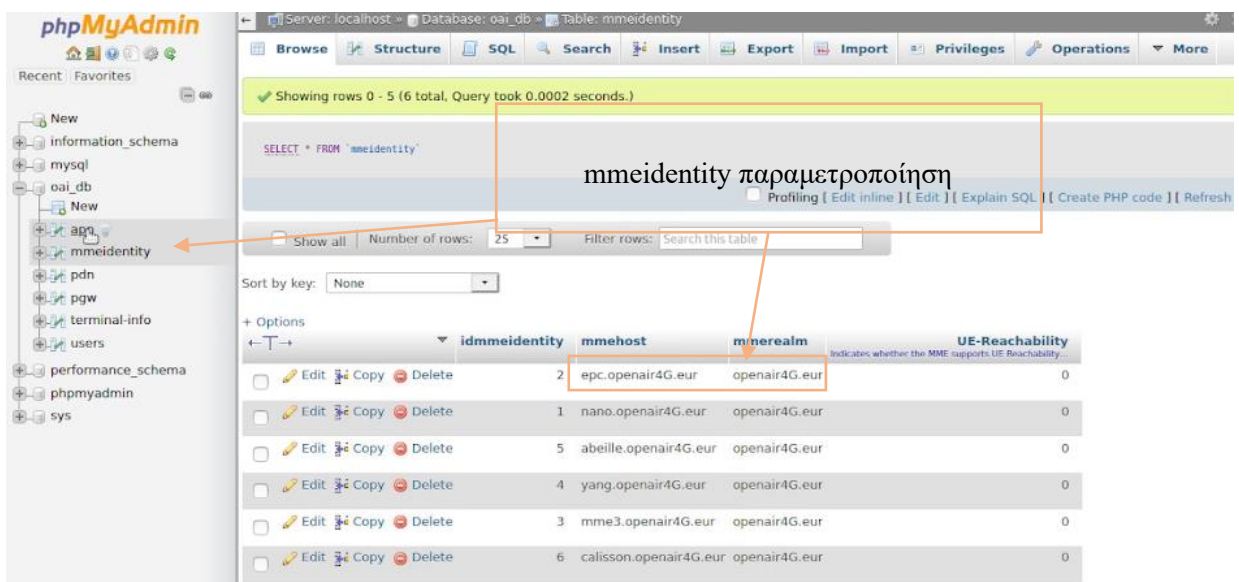 phpMyAdmin
Recent Favorites
New
information_schema
mysql
oai_db
New
apn
mmeidentity
pdn
pgw
terminal-info
users
performance_schema
phpmyadmin
sys
Server: localhost » Database: oai_db » Table: mmeidentity
Browse Structure SQL Search Insert Export Import Privileges Operations More
Showing rows 0 - 5 (6 total, Query took 0.0002 seconds.)
SELECT * FROM `mmeidentity`
mmeidentity παραμετροποίηση
Profiling [ Edit inline ] [ Edit ] [ Explain SQL ] [ Create PHP code ] [ Refresh
Show all Number of rows: 25 Filter rows: Search this table
Sort by key: None
+ Options
←T→ idmmeidentity mmehost mmerealm UE-Reachability
Indicates whether the MME supports UE Reachability...
Edit Copy Delete 2 epc.openair4G.eur openair4G.eur 0
Edit Copy Delete 1 nano.openair4G.eur openair4G.eur 0
Edit Copy Delete 5 abeille.openair4G.eur openair4G.eur 0
Edit Copy Delete 4 yang.openair4G.eur openair4G.eur 0
Edit Copy Delete 3 mme3.openair4G.eur openair4G.eur 0
Edit Copy Delete 6 calisson.openair4G.eur openair4G.eur 0